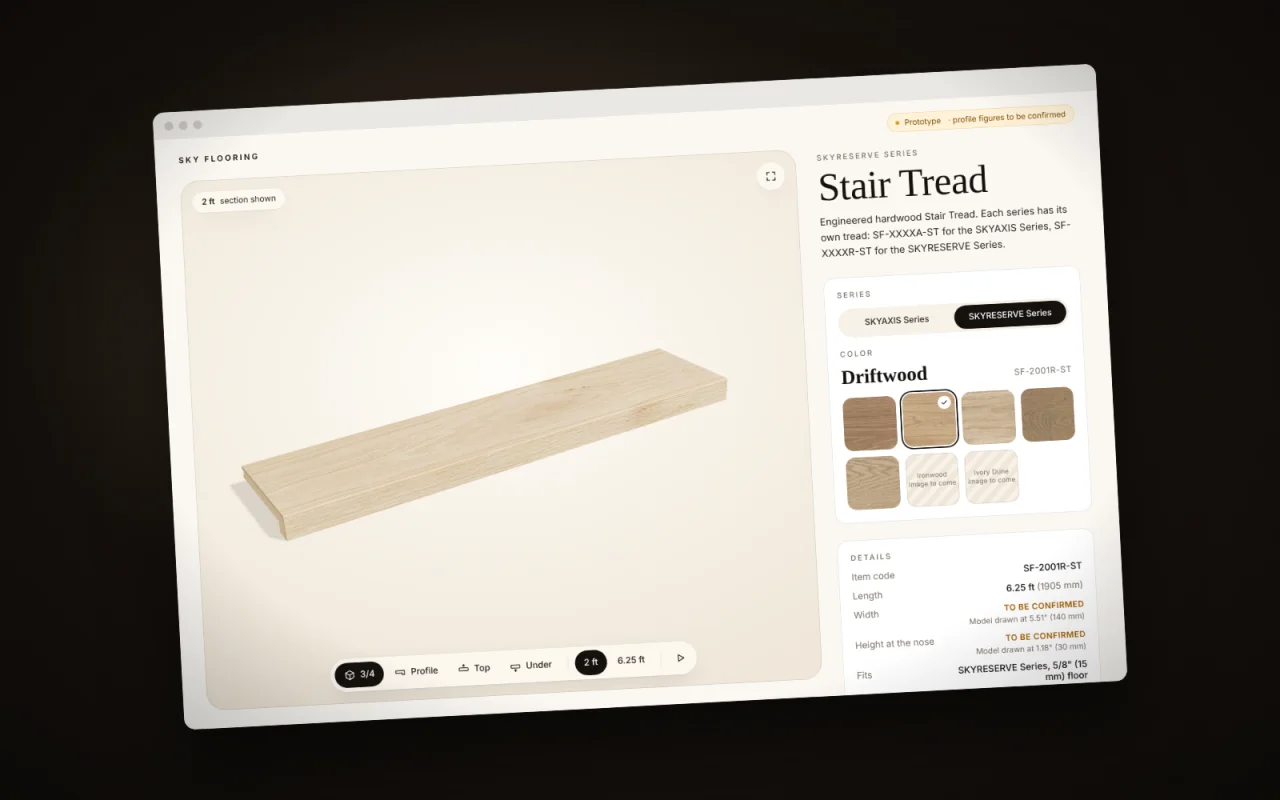 Prototype · profile figures to be confirmed
SKY FLOORING
2 ft section shown
SKYRESERVE SERIES
Stair Tread
Engineered hardwood Stair Tread. Each series has its
own tread: SF-XXXXA-ST for the SKYAXIS Series, SF-
XXXXR-ST for the SKYRESERVE Series.
SERIES
SKYAXIS Series
SKYRESERVE Series
COLOR
Driftwood
SF-2001R-ST
Ironwood
image to come
Ivory Dune
image to come
DETAILS
Item code
SF-2001R-ST
Length
6.25 ft (1905 mm)
Width
TO BE CONFIRMED
Model drawn at 5.51" (140 mm)
Height at the nose
TO BE CONFIRMED
Model drawn at 1.18" (30 mm)
Fits
SKYRESERVE Series, 5/8" (15
mm) floor
3/4
Profile
Top
Under
2 ft
6.25 ft